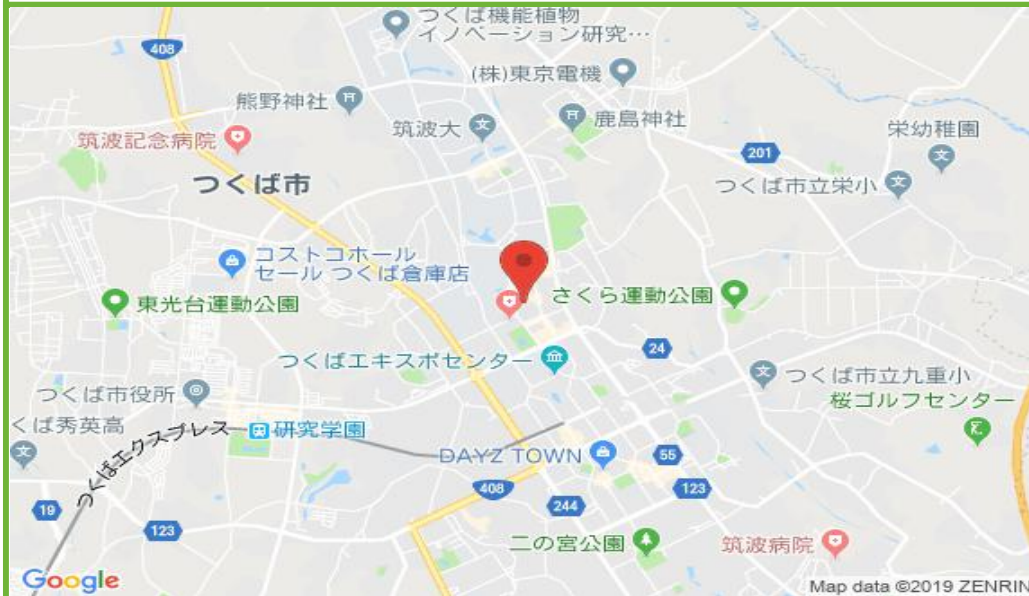 つくば機能植物
イノベーション研究…
408
(株)東京電機
熊野神社
筑波大
鹿島神社
栄幼稚園
筑波記念病院
201
つくば市
つくば市立栄小
コストコホール
セール つくば倉庫店
東光台運動公園
さくら運動公園
つくばエキスポセンター
24
つくば市立九重小
つくば市役所
桜ゴルフセンター
くば秀英高
つくばエクスプレス
研究学園
DAYZ TOWN
55
408
123
19
244
123
二の宮公園
筑波病院
Google
Map data ©2019 ZENRIN